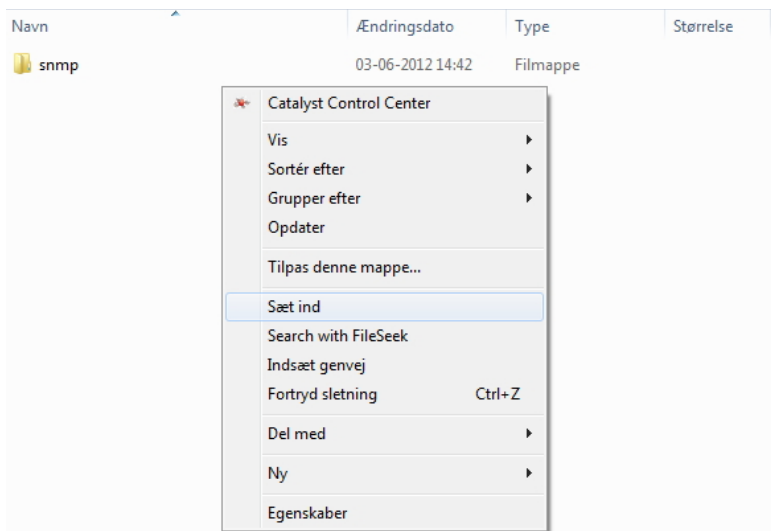 Navn Ændringsdato Type Størrelse
snmp 03-06-2012 14:42 Filmappe
Catalyst Control Center
Vis
Sortér efter
Grupper efter
Opdater
Tilpas denne mappe...
Sæt ind
Search with FileSeek
Indsæt genvej
Fortryd sletning Ctrl+Z
Del med
Ny
Egenskaber